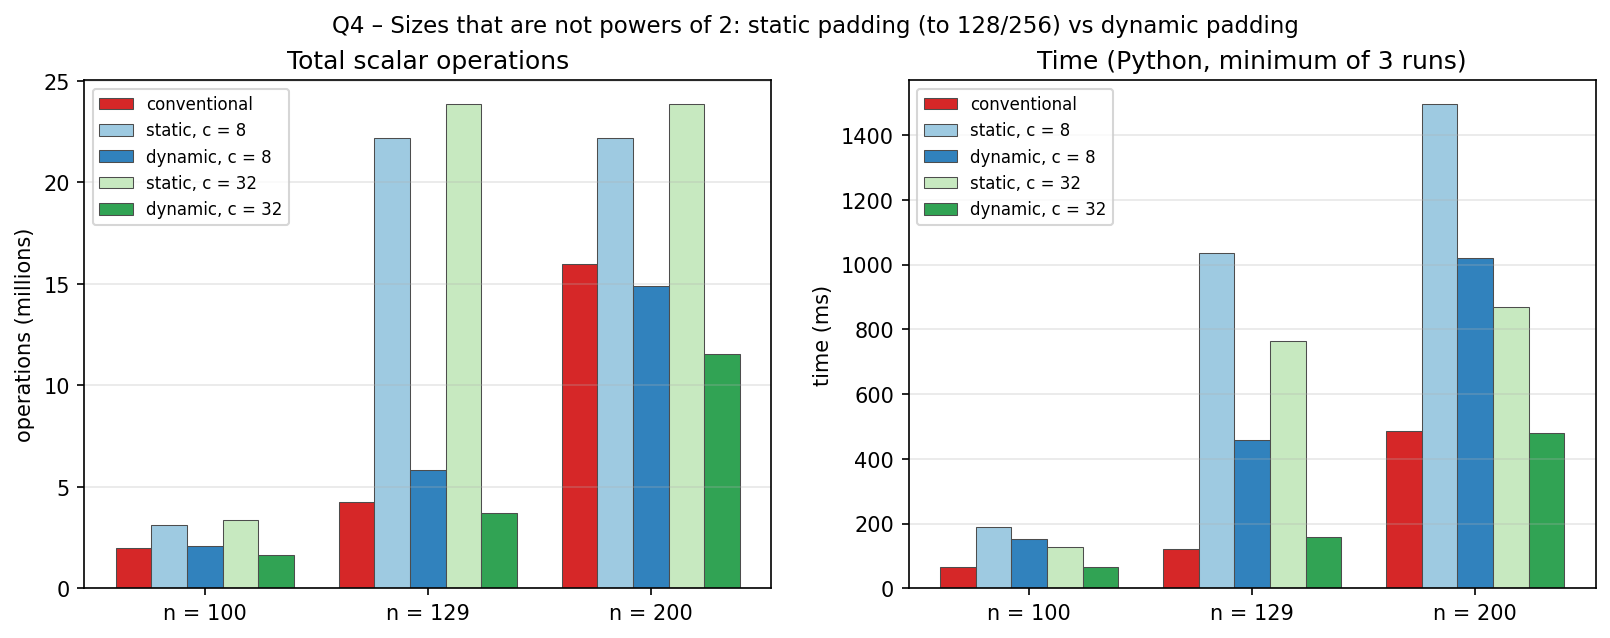 Q4 – Sizes that are not powers of 2: static padding (to 128/256) vs dynamic padding
Total scalar operations
operations (millions)
25
20
15
10
5
0
conventional
static, c = 8
dynamic, c = 8
static, c = 32
dynamic, c = 32
n = 100
n = 129
n = 200
Time (Python, minimum of 3 runs)
time (ms)
1400
1200
1000
800
600
400
200
0
conventional
static, c = 8
dynamic, c = 8
static, c = 32
dynamic, c = 32
n = 100
n = 129
n = 200